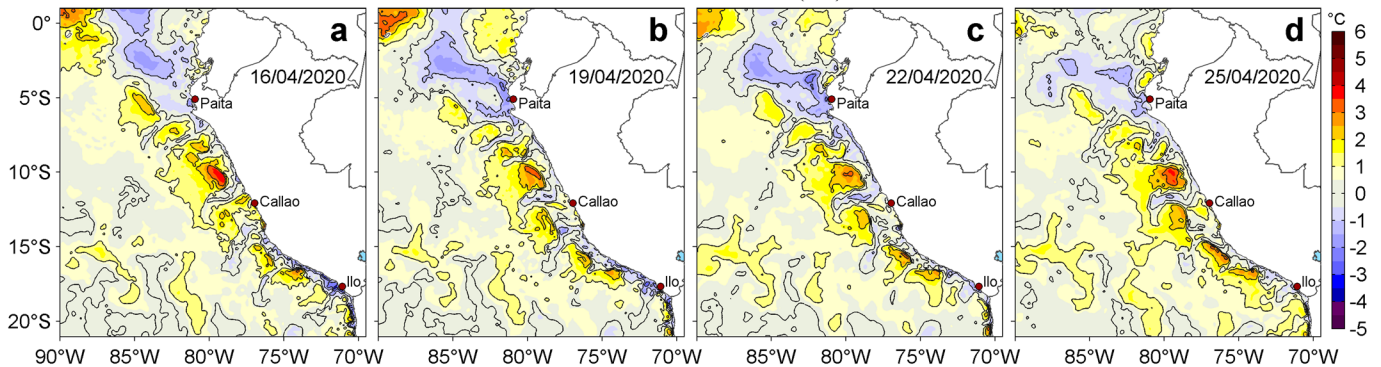 a b c d
°C
16/04/2020 19/04/2020 22/04/2020 25/04/2020
0° 5°S 10°S 15°S 20°S
Paita Paita Paita Paita
Callao Callao Callao Callao
Ilo Ilo Ilo Ilo
6
5
4
3
2
1
0
-1
-2
-3
-4
-5
90°W 85°W 80°W 75°W 70°W 85°W 80°W 75°W 70°W 85°W 80°W 75°W 70°W 85°W 80°W 75°W 70°W